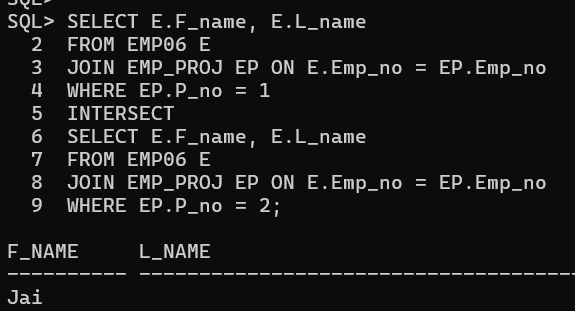 SQL>
SQL> SELECT E.F_name, E.L_name
  2  FROM EMP06 E
  3  JOIN EMP_PROJ EP ON E.Emp_no = EP.Emp_no
  4  WHERE EP.P_no = 1
  5  INTERSECT
  6  SELECT E.F_name, E.L_name
  7  FROM EMP06 E
  8  JOIN EMP_PROJ EP ON E.Emp_no = EP.Emp_no
  9  WHERE EP.P_no = 2;
F_NAME     L_NAME
---------- -------------------------------------
Jai